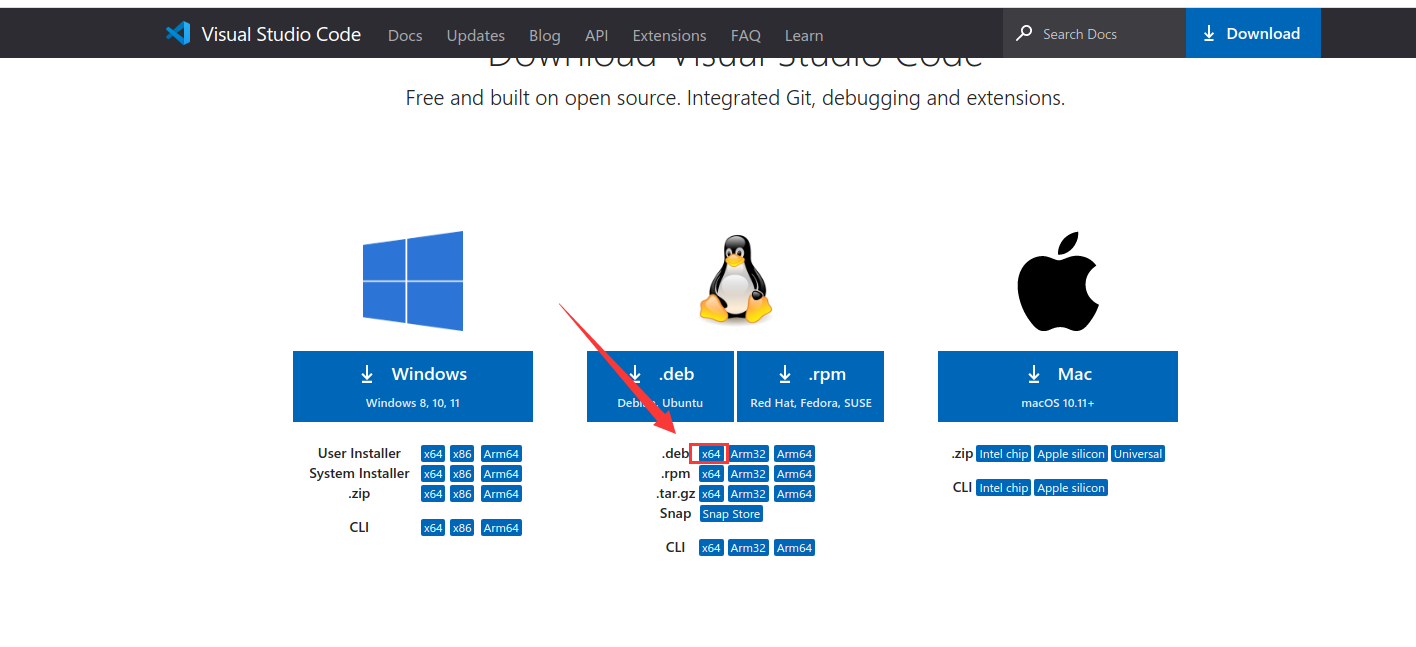 Visual Studio Code Docs Updates Blog API Extensions FAQ Learn Search Docs Download
Download Visual Studio Code
Free and built on open source. Integrated Git, debugging and extensions.
Windows
Windows 8, 10, 11
User Installer x64 x86 Arm64
System Installer x64 x86 Arm64
.zip x64 x86 Arm64
CLI x64 x86 Arm64
.deb
Debian, Ubuntu
.rpm
Red Hat, Fedora, SUSE
.deb x64 Arm32 Arm64
.rpm x64 Arm32 Arm64
.tar.gz x64 Arm32 Arm64
Snap Snap Store
CLI x64 Arm32 Arm64
Mac
macOS 10.11+
.zip Intel chip Apple silicon Universal
CLI Intel chip Apple silicon